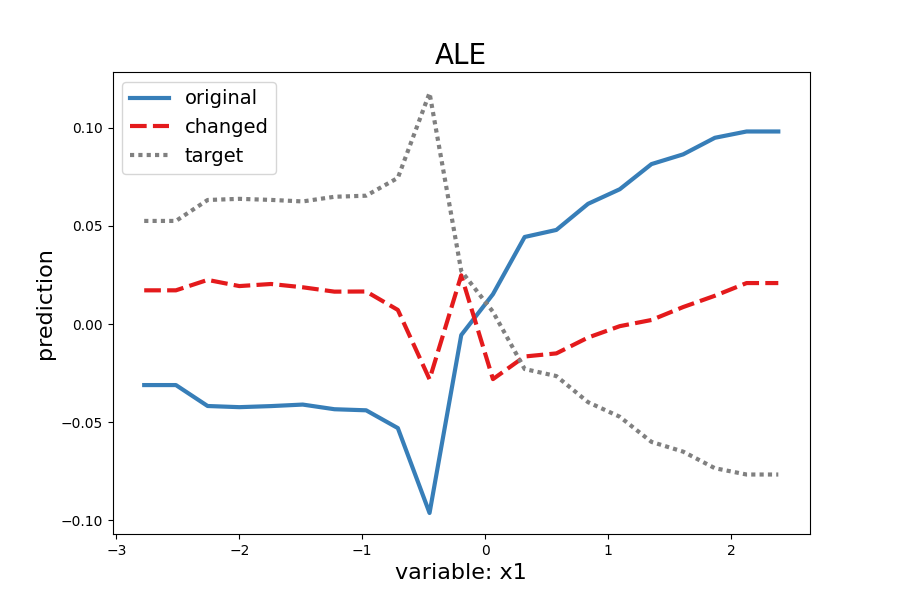 ALE
original
changed
target
0.10
0.05
0.00
−0.05
−0.10
prediction
−3
−2
−1
0
1
2
variable: x1